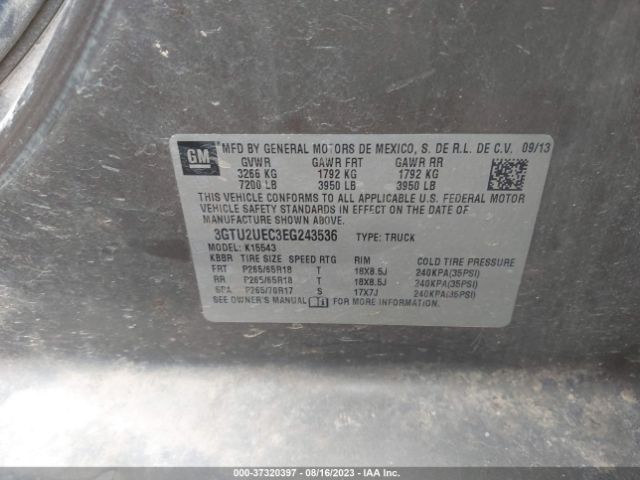 GM
MFD BY GENERAL MOTORS DE MEXICO, S. DE R.L. DE C.V. 09/13
GVWR GAWR FRT GAWR RR
3266 KG 1792 KG 1792 KG
7200 LB 3950 LB 3950 LB
THIS VEHICLE CONFORMS TO ALL APPLICABLE U.S. FEDERAL MOTOR
VEHICLE SAFETY STANDARDS IN EFFECT ON THE DATE OF
MANUFACTURE SHOWN ABOVE.
3GTU2UEC3EG243536 TYPE: TRUCK
MODEL: K15543
KBBR TIRE SIZE SPEED RTG RIM COLD TIRE PRESSURE
FRT P265/65R18 T 18X8.5J 240KPA(35PSI)
RR P265/65R18 T 18X8.5J 240KPA(35PSI)
SPA P265/70R17 S 17X7J 240KPA(35PSI)
SEE OWNER'S MANUAL FOR MORE INFORMATION.
000-37320397 - 08/16/2023 - IAA Inc.